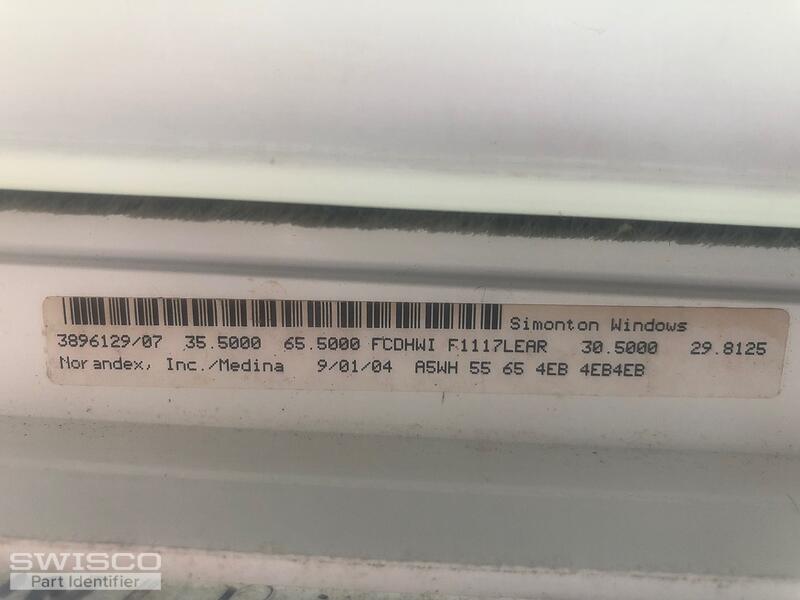 Simonton Windows
3896129/07 35.5000 65.5000 FCDHWI F1117LEAR 30.5000 29.8125
Norandex, Inc./Medina 9/01/04 A5WH 55 65 4EB 4EB4EB
SWISCO
Part Identifier